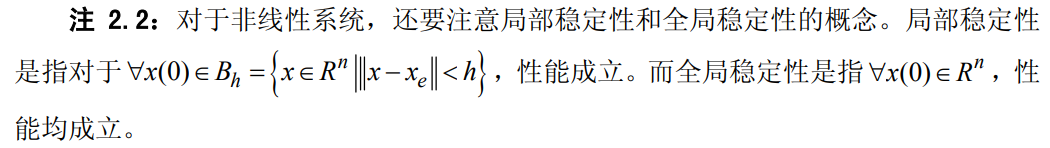 注 2.2：对于非线性系统，还要注意局部稳定性和全局稳定性的概念。局部稳定性
是指对于 ∀x(0)∈B_h={x∈R^n|‖x−x_e‖<h}，性能成立。而全局稳定性是指 ∀x(0)∈R^n，性
能均成立。